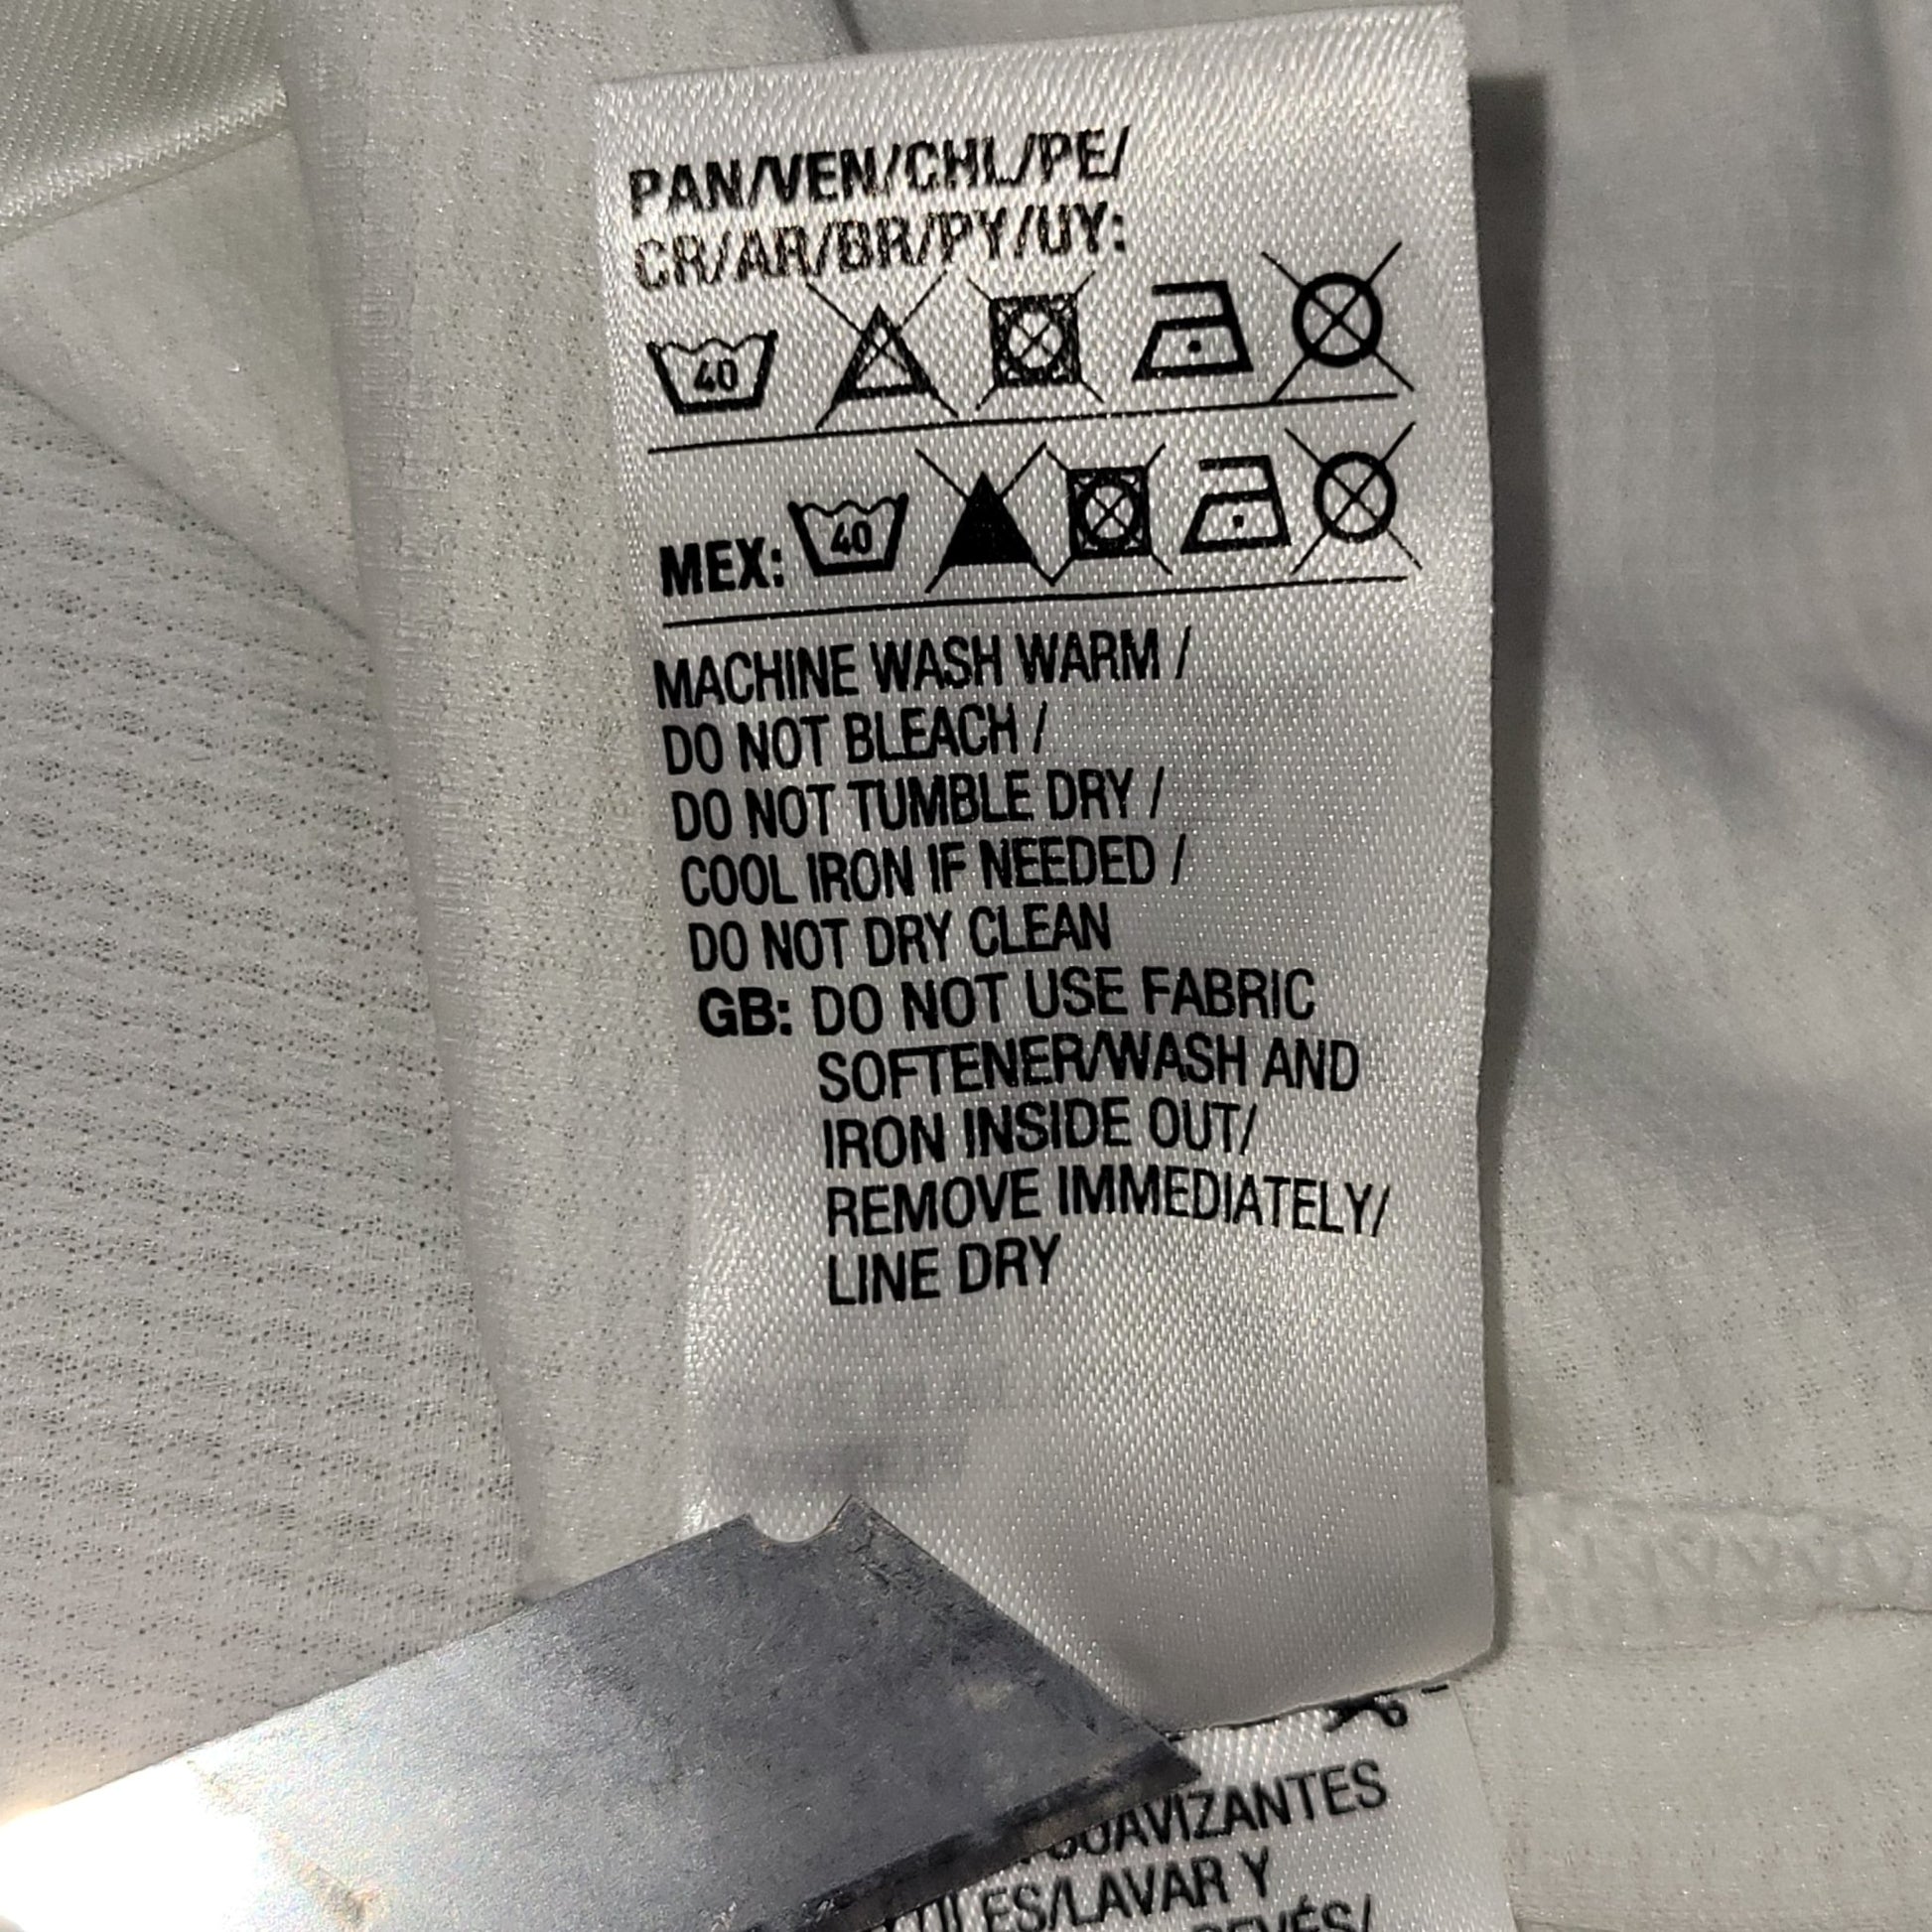 PAN/VEN/CHL/PE/
CR/AR/BR/PY/UY:
40
MEX: 40
MACHINE WASH WARM /
DO NOT BLEACH /
DO NOT TUMBLE DRY /
COOL IRON IF NEEDED /
DO NOT DRY CLEAN
GB: DO NOT USE FABRIC
SOFTENER/WASH AND
IRON INSIDE OUT/
REMOVE IMMEDIATELY/
LINE DRY
SUAVIZANTES
/LAVAR Y